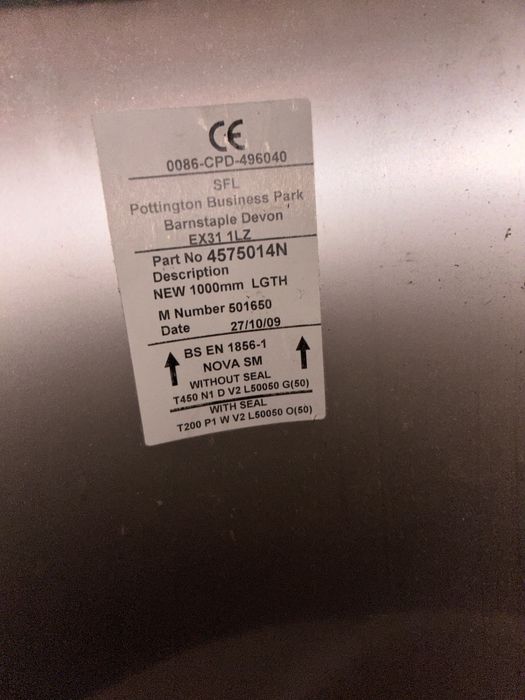 CE
0086-CPD-496040
SFL
Pottington Business Park
Barnstaple Devon
EX31 1LZ
Part No 4575014N
Description
NEW 1000mm LGTH
M Number 501650
Date 27/10/09
BS EN 1856-1
NOVA SM
WITHOUT SEAL
T450 N1 D V2 L50050 G(50)
WITH SEAL
T200 P1 W V2 L50050 O(50)